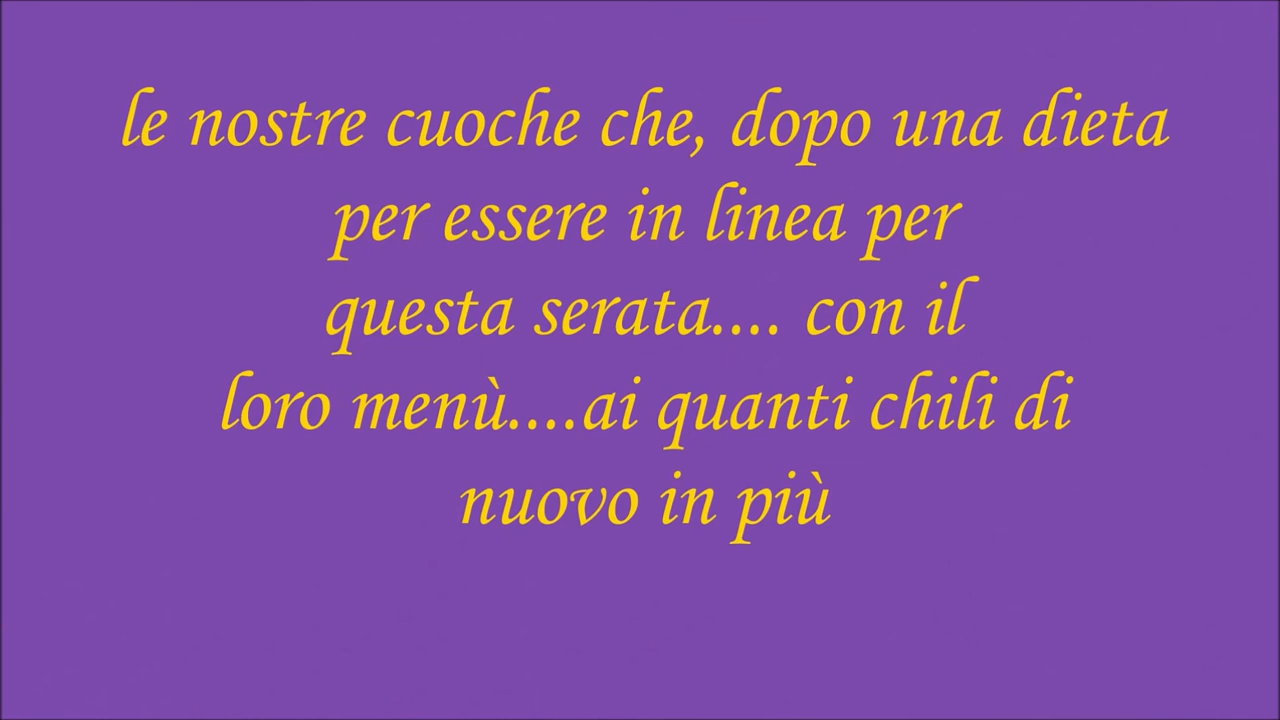 le nostre cuoche che, dopo una dieta
per essere in linea per
questa serata.... con il
loro menù....ai quanti chili di
nuovo in più